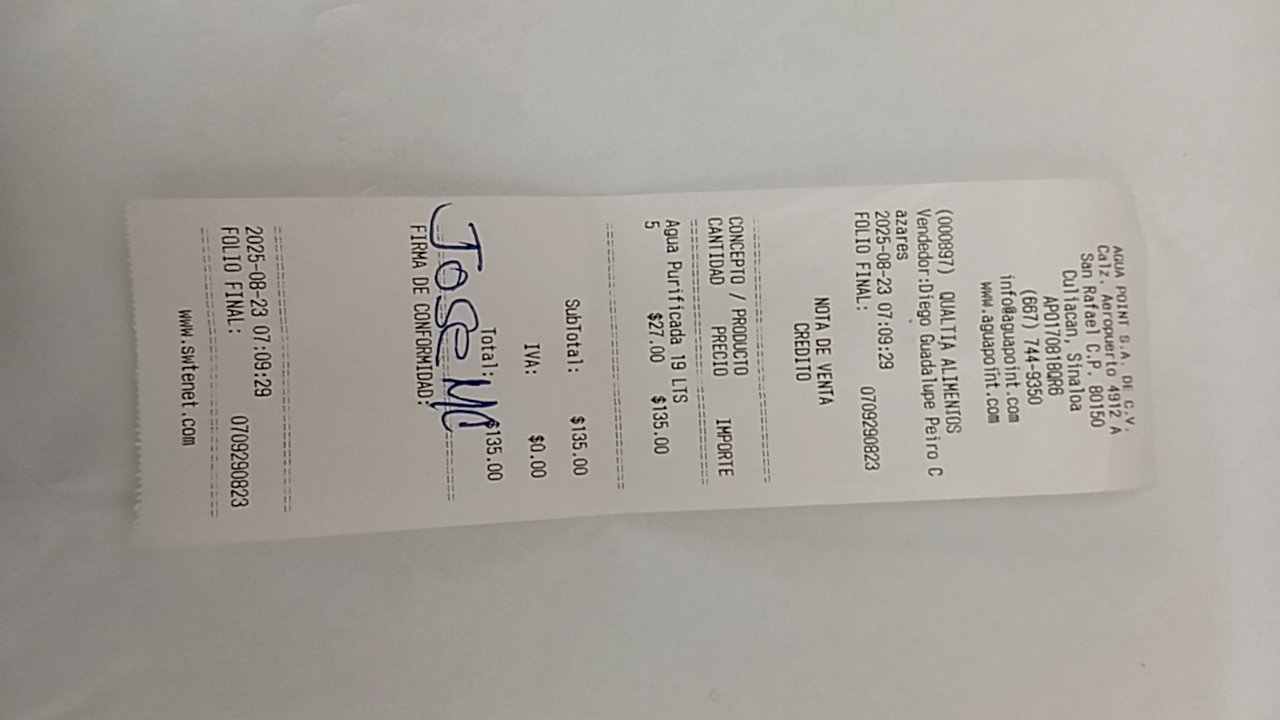 AGUA POINT S.A. DE C.V.
Calz. Aeropuerto 4912 A
San Rafael C.P. 80150
Culiacan, Sinaloa
APO1708180R6
(667) 744-9350
info@aguapoint.com
www.aguapoint.com
(000897) QUALTIA ALIMENTOS
Vendedor:Diego Guadalupe Peiro C
azares
2025-08-23 07:09:29
FOLIO FINAL: 0709290823
NOTA DE VENTA
CREDITO
CONCEPTO / PRODUCTO
CANTIDAD PRECIO IMPORTE
Agua Purificada 19 LTS
5 $27.00 $135.00
SubTotal: $135.00
IVA: $0.00
Total: $135.00
Jose MC
FIRMA DE CONFORMIDAD:
2025-08-23 07:09:29
FOLIO FINAL: 0709290823
www.swtenet.com